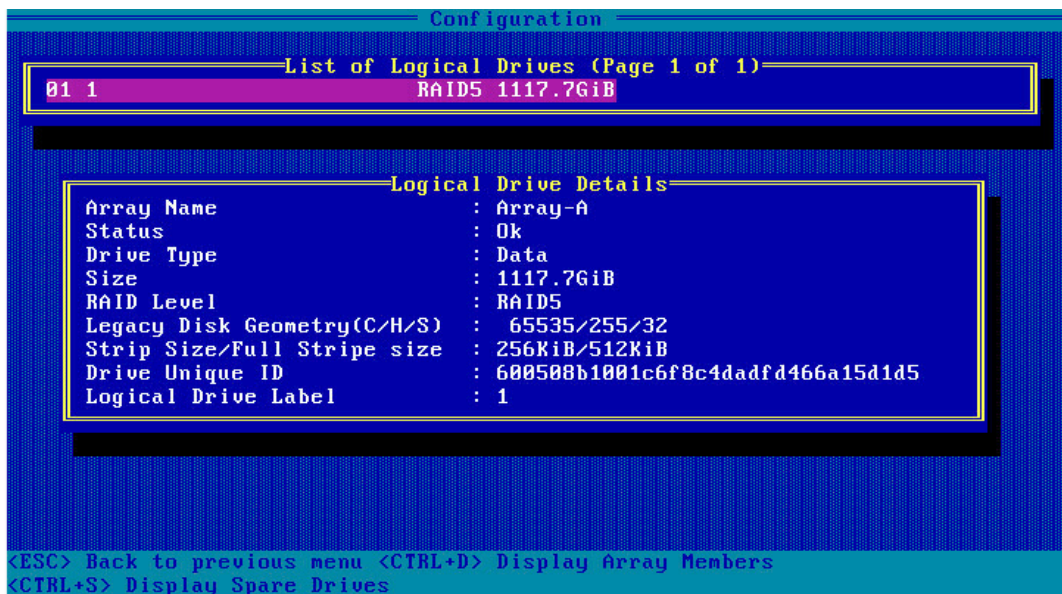 Configuration
List of Logical Drives (Page 1 of 1)
01 1 RAID5 1117.7GiB
Logical Drive Details
Array Name : Array-A
Status : Ok
Drive Type : Data
Size : 1117.7GiB
RAID Level : RAID5
Legacy Disk Geometry(C/H/S) : 65535/255/32
Strip Size/Full Stripe size : 256KiB/512KiB
Drive Unique ID : 600508b1001c6f8c4dadfd466a15d1d5
Logical Drive Label : 1
<ESC> Back to previous menu <CTRL+D> Display Array Members
<CTRL+S> Display Spare Drives